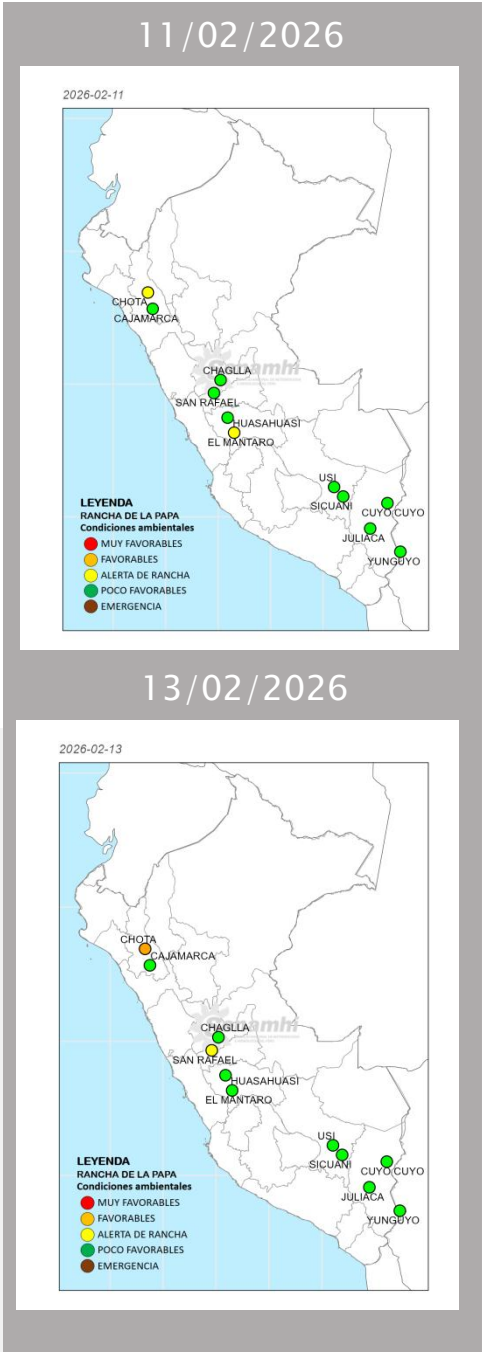 11/02/2026
2026-02-11
CHOTA
CAJAMARCA
Senamhi
CHAGLLA
SAN RAFAEL
HUASAHUASI
EL MANTARO
USI
SICUANI
CUYO CUYO
JULIACA
YUNGUYO
LEYENDA
RANCHA DE LA PAPA
Condiciones ambientales
MUY FAVORABLES
FAVORABLES
ALERTA DE RANCHA
POCO FAVORABLES
EMERGENCIA
13/02/2026
2026-02-13
CHOTA
CAJAMARCA
Senamhi
CHAGLLA
SAN RAFAEL
HUASAHUASI
EL MANTARO
USI
SICUANI
CUYO CUYO
JULIACA
YUNGUYO
LEYENDA
RANCHA DE LA PAPA
Condiciones ambientales
MUY FAVORABLES
FAVORABLES
ALERTA DE RANCHA
POCO FAVORABLES
EMERGENCIA